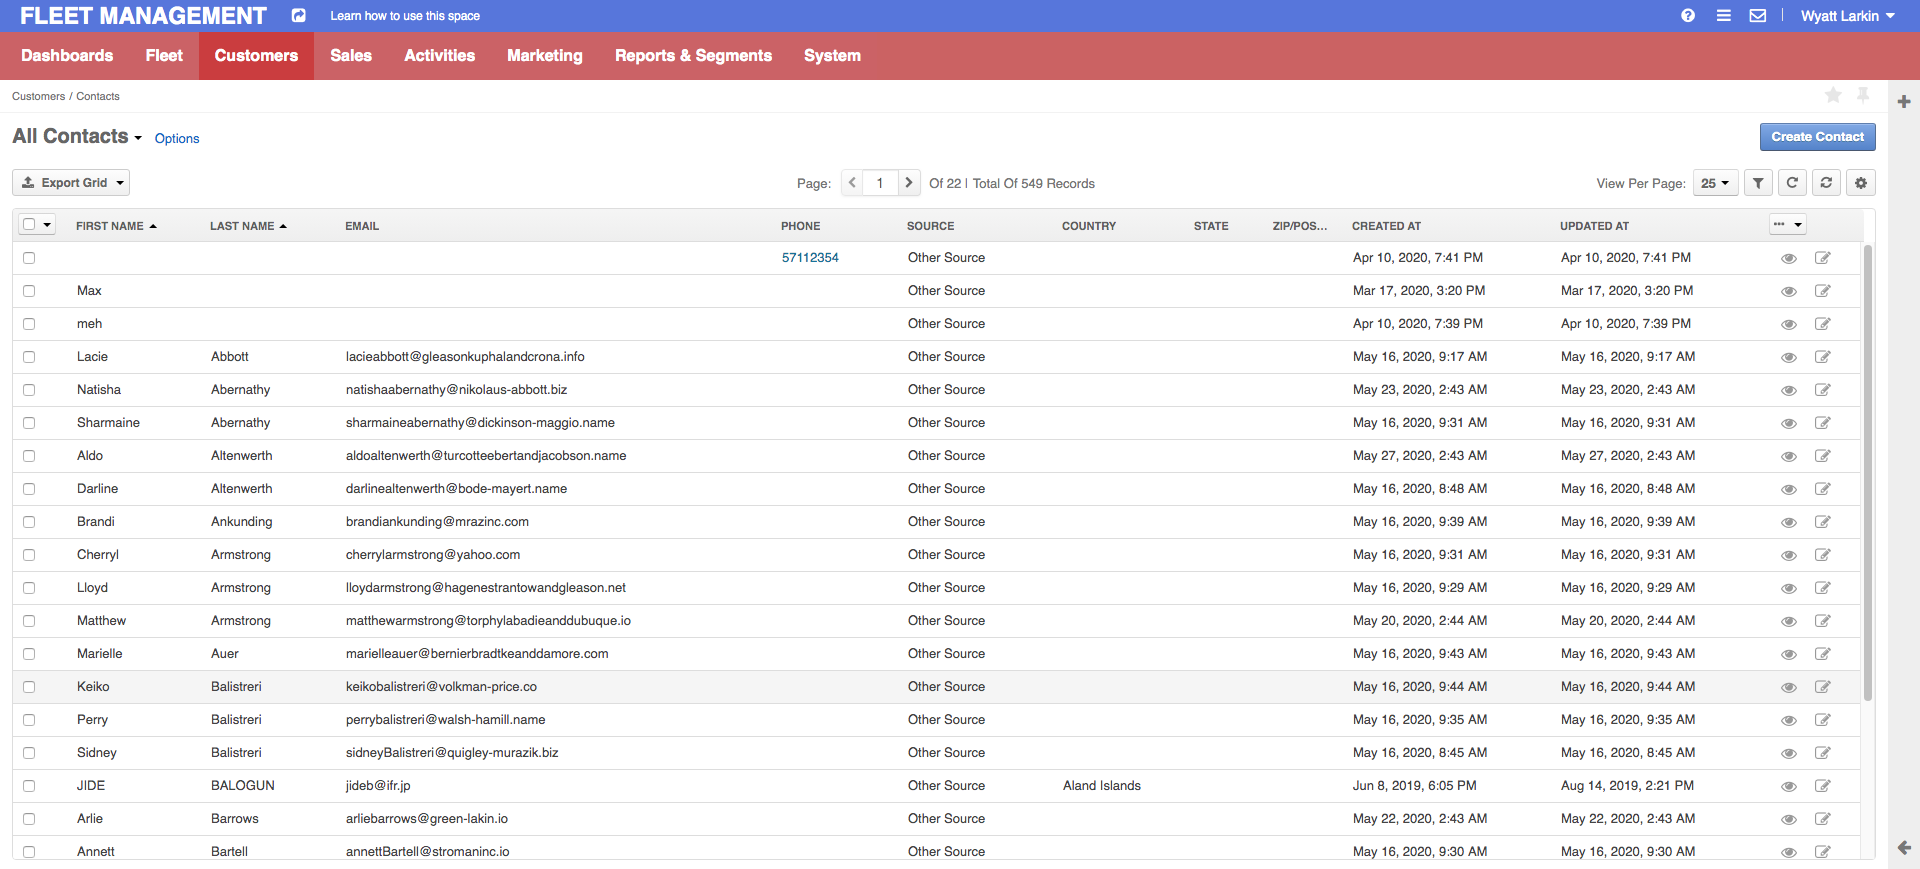 FLEET MANAGEMENT Learn how to use this space Wyatt Larkin
Dashboards Fleet Customers Sales Activities Marketing Reports & Segments System
Customers / Contacts
All Contacts Options Create Contact
Export Grid Page: 1 Of 22 | Total Of 549 Records View Per Page: 25
FIRST NAME LAST NAME EMAIL PHONE SOURCE COUNTRY STATE ZIP/POS... CREATED AT UPDATED AT
57112354 Other Source Apr 10, 2020, 7:41 PM Apr 10, 2020, 7:41 PM
Max Other Source Mar 17, 2020, 3:20 PM Mar 17, 2020, 3:20 PM
meh Other Source Apr 10, 2020, 7:39 PM Apr 10, 2020, 7:39 PM
Lacie Abbott lacieabbott@gleasonkuphalandcrona.info Other Source May 16, 2020, 9:17 AM May 16, 2020, 9:17 AM
Natisha Abernathy natishaabernathy@nikolaus-abbott.biz Other Source May 23, 2020, 2:43 AM May 23, 2020, 2:43 AM
Sharmaine Abernathy sharmaineabernathy@dickinson-maggio.name Other Source May 16, 2020, 9:31 AM May 16, 2020, 9:31 AM
Aldo Altenwerth aldoaltenwerth@turcotteebertandjacobson.name Other Source May 27, 2020, 2:43 AM May 27, 2020, 2:43 AM
Darline Altenwerth darlinealtenwerth@bode-mayert.name Other Source May 16, 2020, 8:48 AM May 16, 2020, 8:48 AM
Brandi Ankunding brandiankunding@mrazinc.com Other Source May 16, 2020, 9:39 AM May 16, 2020, 9:39 AM
Cherryl Armstrong cherrylarmstrong@yahoo.com Other Source May 16, 2020, 9:31 AM May 16, 2020, 9:31 AM
Lloyd Armstrong lloydarmstrong@hagenestrantowandgleason.net Other Source May 16, 2020, 9:29 AM May 16, 2020, 9:29 AM
Matthew Armstrong matthewarmstrong@torphylabadieanddubuque.io Other Source May 20, 2020, 2:44 AM May 20, 2020, 2:44 AM
Marielle Auer marielleauer@bernierbradtkeanddamore.com Other Source May 16, 2020, 9:43 AM May 16, 2020, 9:43 AM
Keiko Balistreri keikobalistreri@volkman-price.co Other Source May 16, 2020, 9:44 AM May 16, 2020, 9:44 AM
Perry Balistreri perrybalistreri@walsh-hamill.name Other Source May 16, 2020, 9:35 AM May 16, 2020, 9:35 AM
Sidney Balistreri sidneyBalistreri@quigley-murazik.biz Other Source May 16, 2020, 8:45 AM May 16, 2020, 8:45 AM
JIDE BALOGUN jideb@ifr.jp Other Source Aland Islands Jun 8, 2019, 6:05 PM Aug 14, 2019, 2:21 PM
Arlie Barrows arliebarrows@green-lakin.io Other Source May 22, 2020, 2:43 AM May 22, 2020, 2:43 AM
Annett Bartell annettBartell@stromaninc.io Other Source May 16, 2020, 9:30 AM May 16, 2020, 9:30 AM